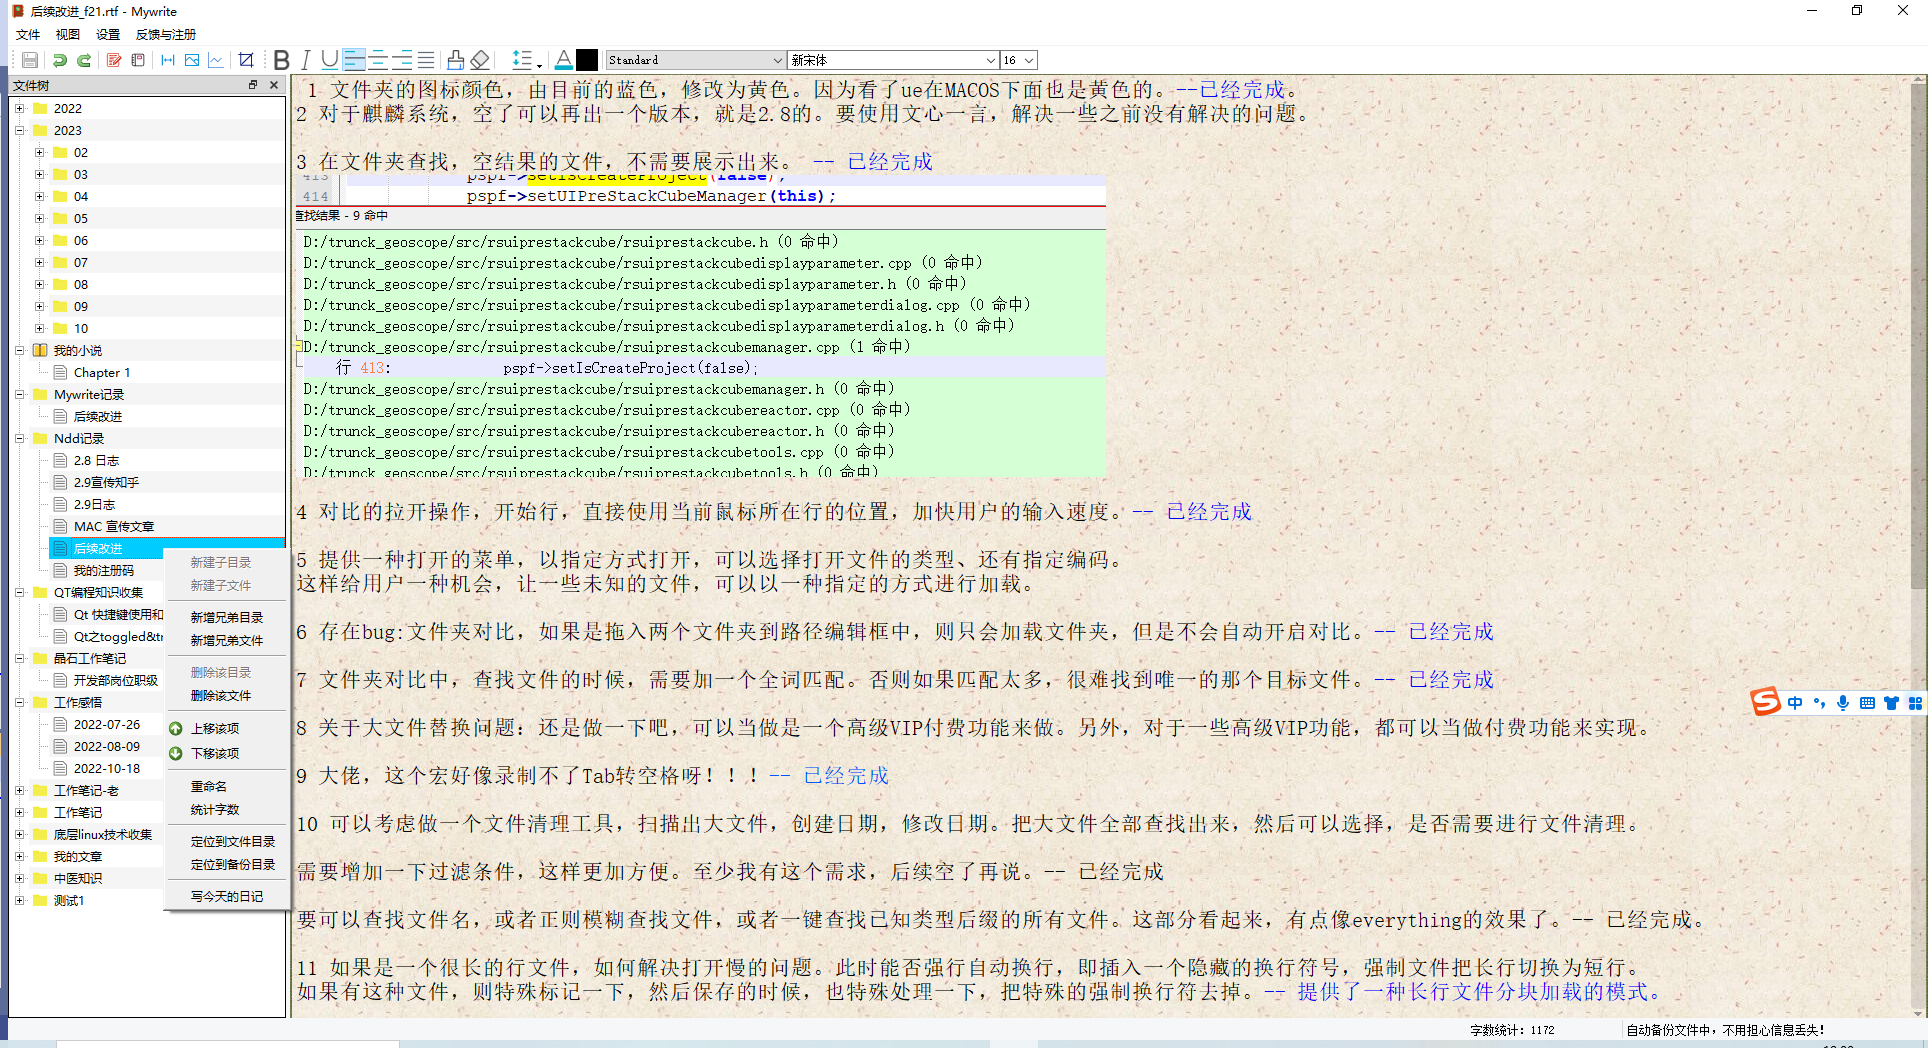 后续改进_f21.rtf - Mywrite
文件 视图 设置 反馈与注册
B I U A Standard 新宋体 16
文件树
2022
2023
02
03
04
05
06
07
08
09
10
我的小说
Chapter 1
Mywrite记录
后续改进
Ndd记录
2.8 日志
2.9宣传知乎
2.9日志
MAC 宣传文章
后续改进
我的注册码
QT编程知识收集
Qt 快捷键使用和
Qt之toggled&tr
晶石工作笔记
开发部岗位职级
工作感悟
2022-07-26
2022-08-09
2022-10-18
工作笔记-老
工作笔记
底层linux技术收集
我的文章
中医知识
测试1
新建子目录
新建子文件
新增兄弟目录
新增兄弟文件
删除该目录
删除该文件
上移该项
下移该项
重命名
统计字数
定位到文件目录
定位到备份目录
写今天的日记
1 文件夹的图标颜色，由目前的蓝色，修改为黄色。因为看了ue在MACOS下面也是黄色的。--已经完成。
2 对于麒麟系统，空了可以再出一个版本，就是2.8的。要使用文心一言，解决一些之前没有解决的问题。
3 在文件夹查找，空结果的文件，不需要展示出来。 -- 已经完成
413 pspf->setIsCreateProject(false);
414 pspf->setUIPreStackCubeManager(this);
查找结果 - 9 命中
D:/trunck_geoscope/src/rsuiprestackcube/rsuiprestackcube.h (0 命中)
D:/trunck_geoscope/src/rsuiprestackcube/rsuiprestackcubedisplayparameter.cpp (0 命中)
D:/trunck_geoscope/src/rsuiprestackcube/rsuiprestackcubedisplayparameter.h (0 命中)
D:/trunck_geoscope/src/rsuiprestackcube/rsuiprestackcubedisplayparameterdialog.cpp (0 命中)
D:/trunck_geoscope/src/rsuiprestackcube/rsuiprestackcubedisplayparameterdialog.h (0 命中)
D:/trunck_geoscope/src/rsuiprestackcube/rsuiprestackcubemanager.cpp (1 命中)
行 413: pspf->setIsCreateProject(false);
D:/trunck_geoscope/src/rsuiprestackcube/rsuiprestackcubemanager.h (0 命中)
D:/trunck_geoscope/src/rsuiprestackcube/rsuiprestackcubereactor.cpp (0 命中)
D:/trunck_geoscope/src/rsuiprestackcube/rsuiprestackcubereactor.h (0 命中)
D:/trunck_geoscope/src/rsuiprestackcube/rsuiprestackcubetools.cpp (0 命中)
D:/trunck_geoscope/src/rsuiprestackcube/rsuiprestackcubetools.h (0 命中)
4 对比的拉开操作，开始行，直接使用当前鼠标所在行的位置，加快用户的输入速度。-- 已经完成
5 提供一种打开的菜单，以指定方式打开，可以选择打开文件的类型、还有指定编码。
这样给用户一种机会，让一些未知的文件，可以以一种指定的方式进行加载。
6 存在bug:文件夹对比，如果是拖入两个文件夹到路径编辑框中，则只会加载文件夹，但是不会自动开启对比。-- 已经完成
7 文件夹对比中，查找文件的时候，需要加一个全词匹配。否则如果匹配太多，很难找到唯一的那个目标文件。-- 已经完成
8 关于大文件替换问题：还是做一下吧，可以当做是一个高级VIP付费功能来做。另外，对于一些高级VIP功能，都可以当做付费功能来实现。
9 大佬，这个宏好像录制不了Tab转空格呀！！！-- 已经完成
10 可以考虑做一个文件清理工具，扫描出大文件，创建日期，修改日期。把大文件全部查找出来，然后可以选择，是否需要进行文件清理。
需要增加一下过滤条件，这样更加方便。至少我有这个需求，后续空了再说。-- 已经完成
要可以查找文件名，或者正则模糊查找文件，或者一键查找已知类型后缀的所有文件。这部分看起来，有点像everything的效果了。-- 已经完成。
11 如果是一个很长的行文件，如何解决打开慢的问题。此时能否强行自动换行，即插入一个隐藏的换行符号，强制文件把长行切换为短行。
如果有这种文件，则特殊标记一下，然后保存的时候，也特殊处理一下，把特殊的强制换行符去掉。-- 提供了一种长行文件分块加载的模式。
中
字数统计：1172 自动备份文件中，不用担心信息丢失！